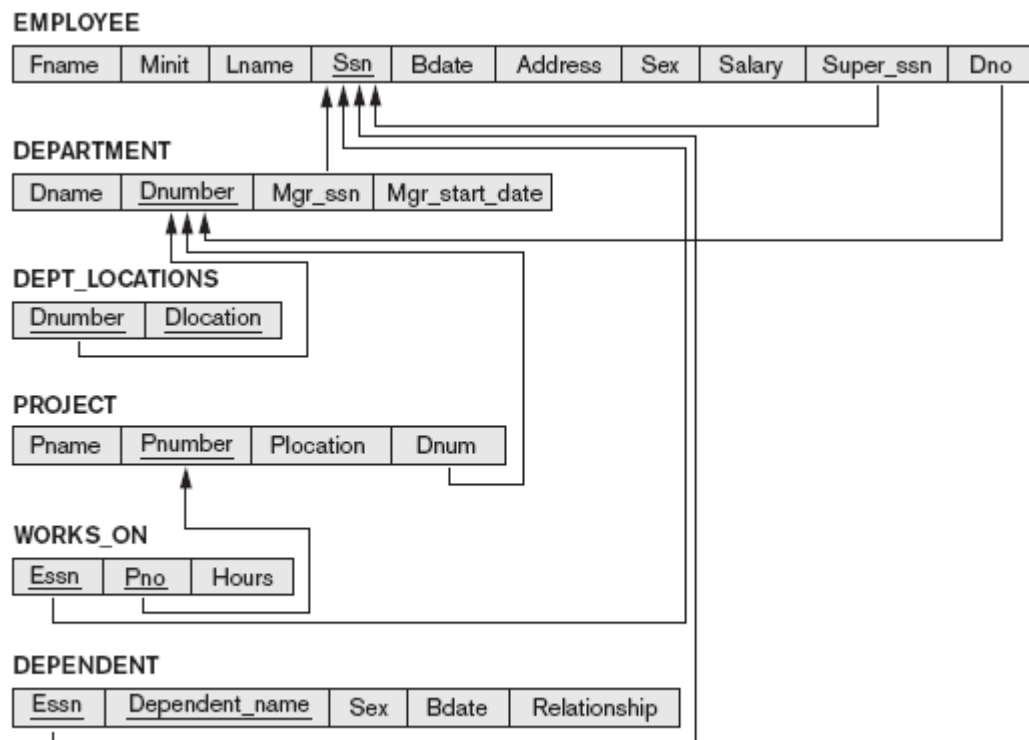 EMPLOYEE
Fname Minit Lname Ssn Bdate Address Sex Salary Super_ssn Dno
DEPARTMENT
Dname Dnumber Mgr_ssn Mgr_start_date
DEPT_LOCATIONS
Dnumber Dlocation
PROJECT
Pname Pnumber Plocation Dnum
WORKS_ON
Essn Pno Hours
DEPENDENT
Essn Dependent_name Sex Bdate Relationship